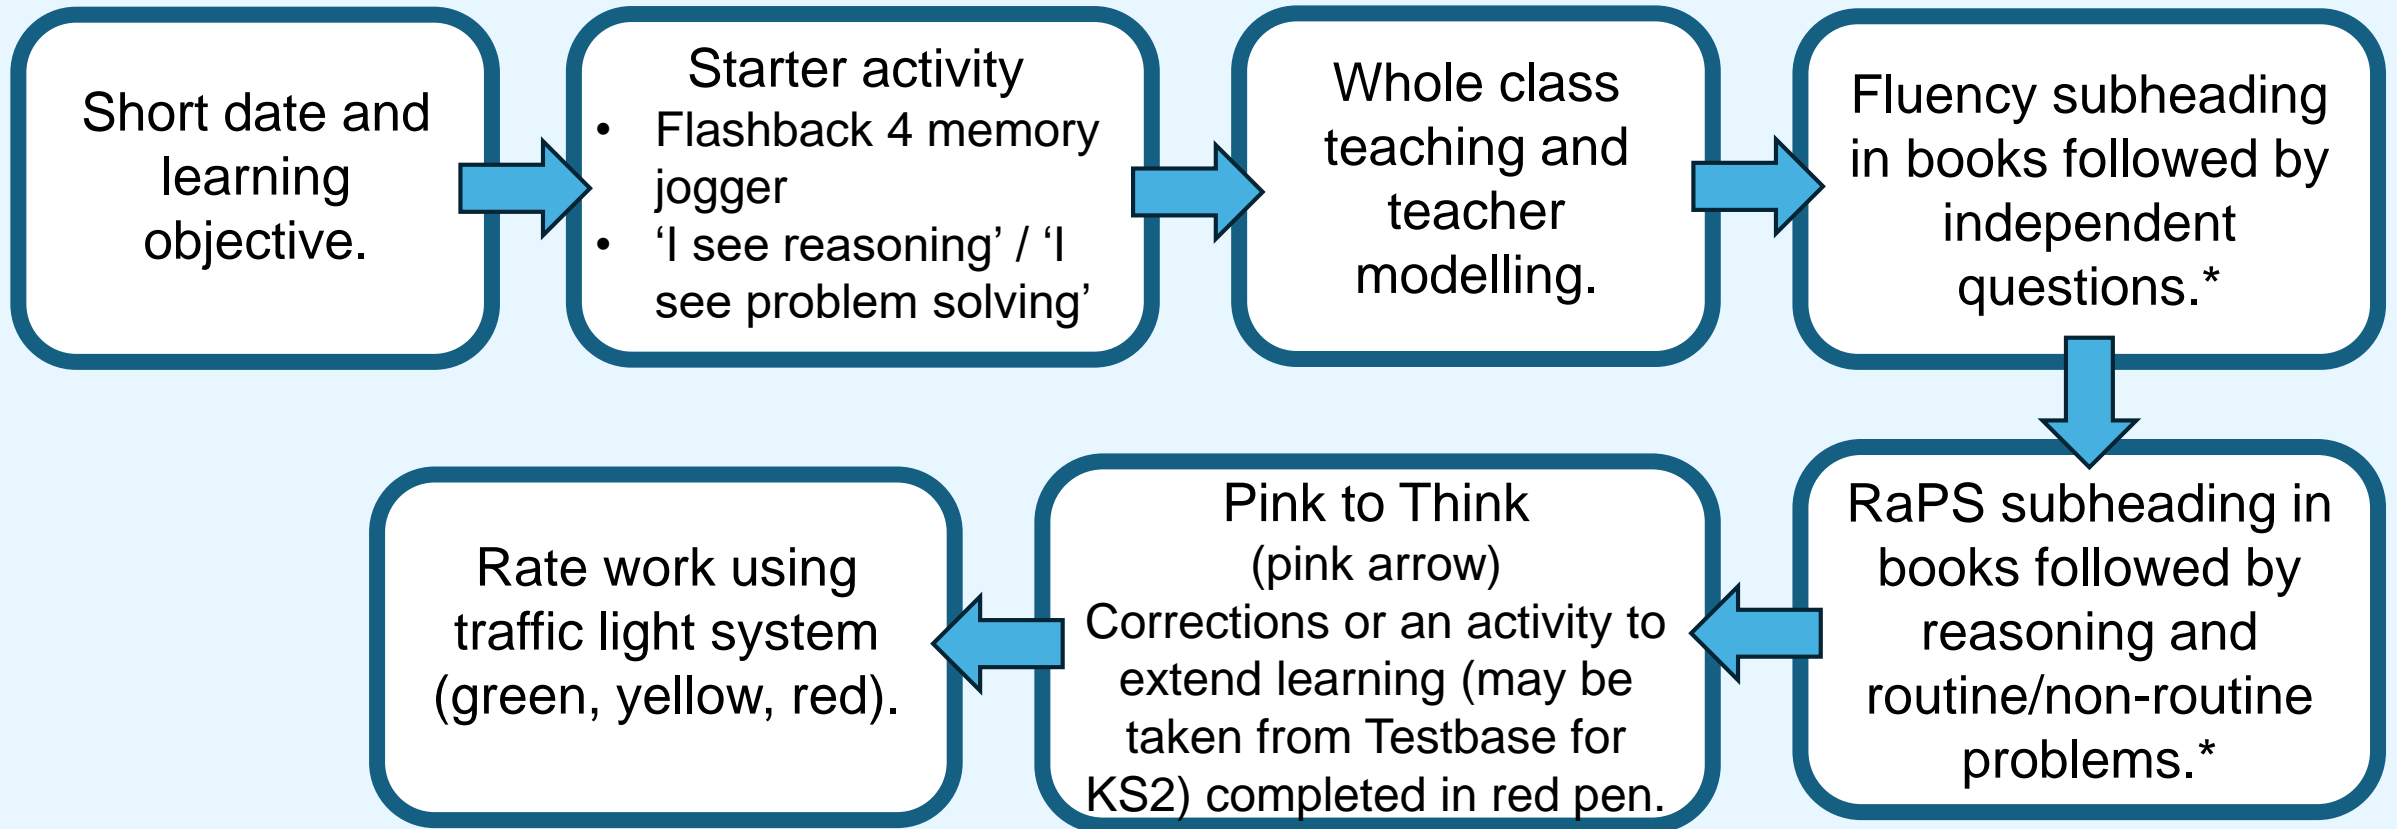 Short date and
learning
objective.
Starter activity
• Flashback 4 memory
jogger
• ‘I see reasoning’ / ‘I
see problem solving’
Whole class
teaching and
teacher
modelling.
Fluency subheading
in books followed by
independent
questions.*
RaPS subheading in
books followed by
reasoning and
routine/non-routine
problems.*
Pink to Think
(pink arrow)
Corrections or an activity to
extend learning (may be
taken from Testbase for
KS2) completed in red pen.
Rate work using
traffic light system
(green, yellow, red).